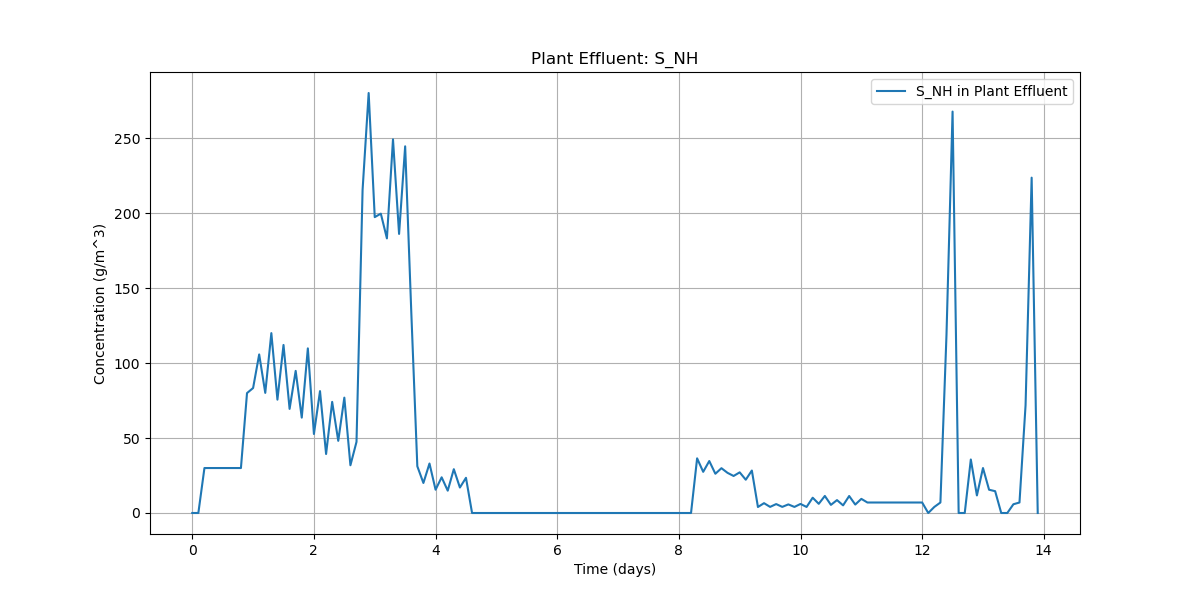 Plant Effluent: S_NH
S_NH in Plant Effluent
Concentration (g/m^3)
250
200
150
100
50
0
0 2 4 6 8 10 12 14
Time (days)